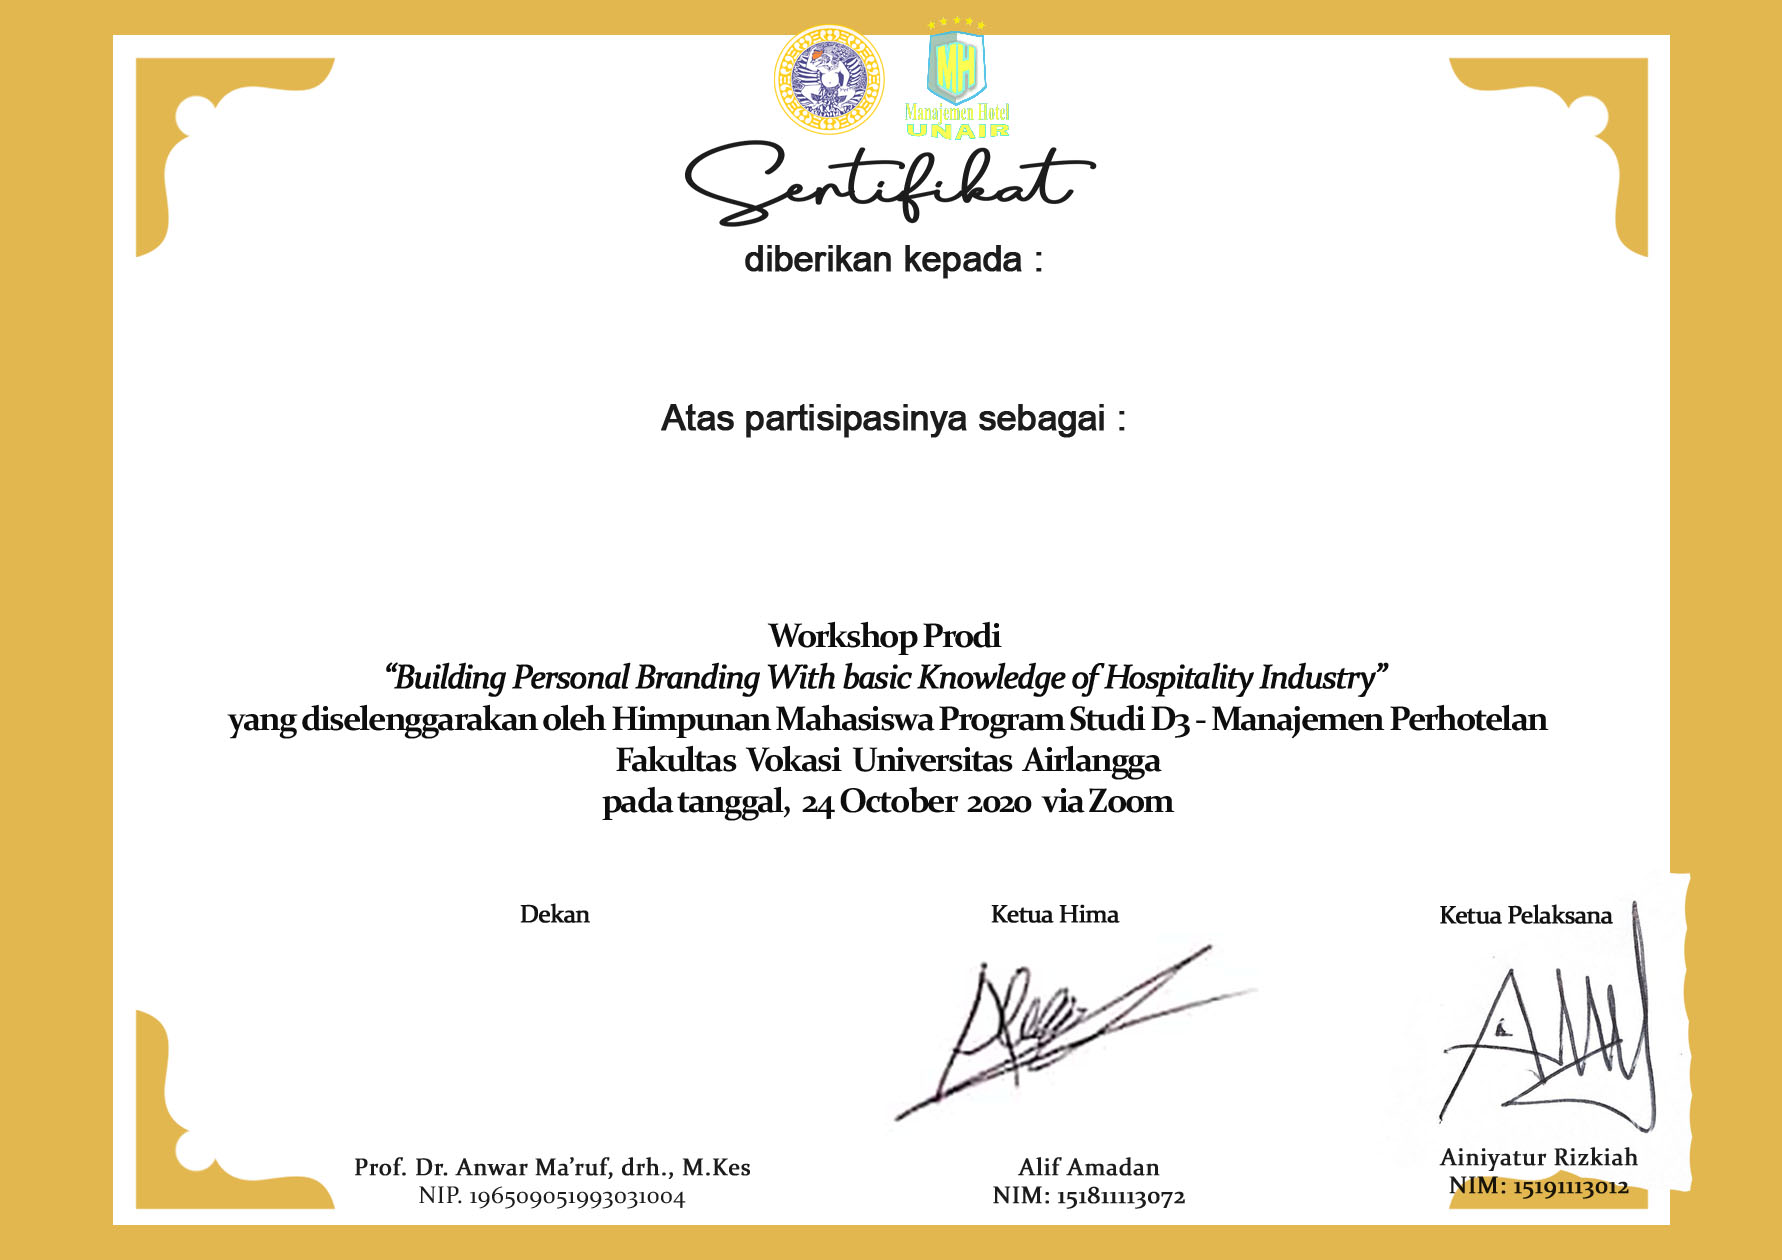 MH
Manajemen Hotel
UNAIR
Sertifikat
diberikan kepada :
Atas partisipasinya sebagai :
Workshop Prodi
“Building Personal Branding With basic Knowledge of Hospitality Industry”
yang diselenggarakan oleh Himpunan Mahasiswa Program Studi D3 - Manajemen Perhotelan
Fakultas Vokasi Universitas Airlangga
pada tanggal, 24 October 2020 via Zoom
Dekan
Ketua Hima
Ketua Pelaksana
Prof. Dr. Anwar Ma’ruf, drh., M.Kes
NIP. 196509051993031004
Alif Amadan
NIM: 151811113072
Ainiyatur Rizkiah
NIM: 15191113012